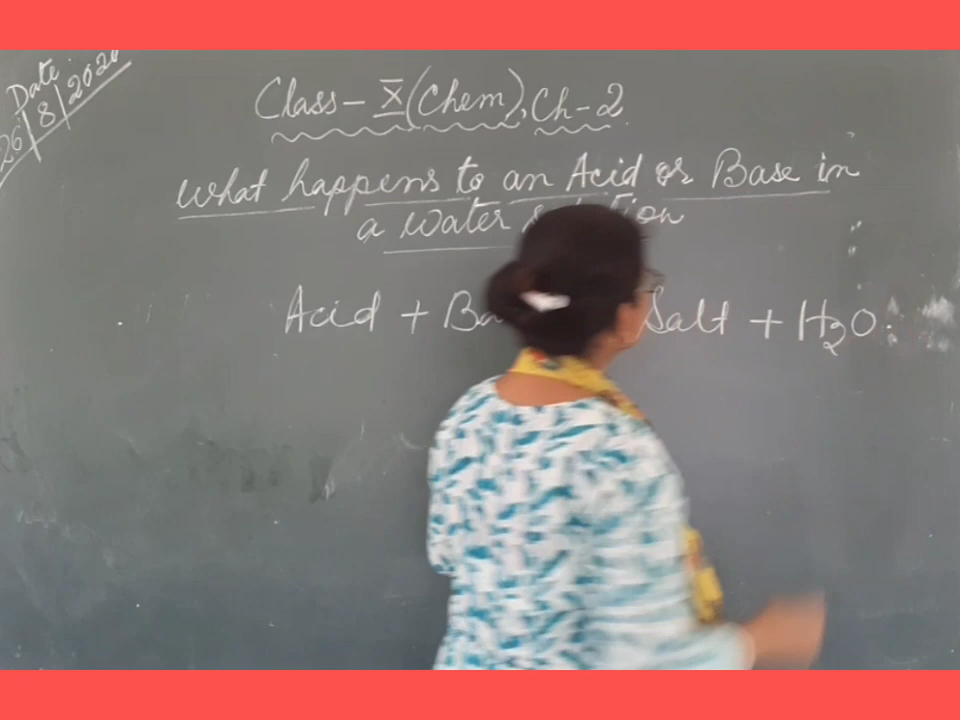 Date
26/8/2020
Class - X (Chem), Ch-2
What happens to an Acid or Base in
a water
Acid + Salt + H₂O.